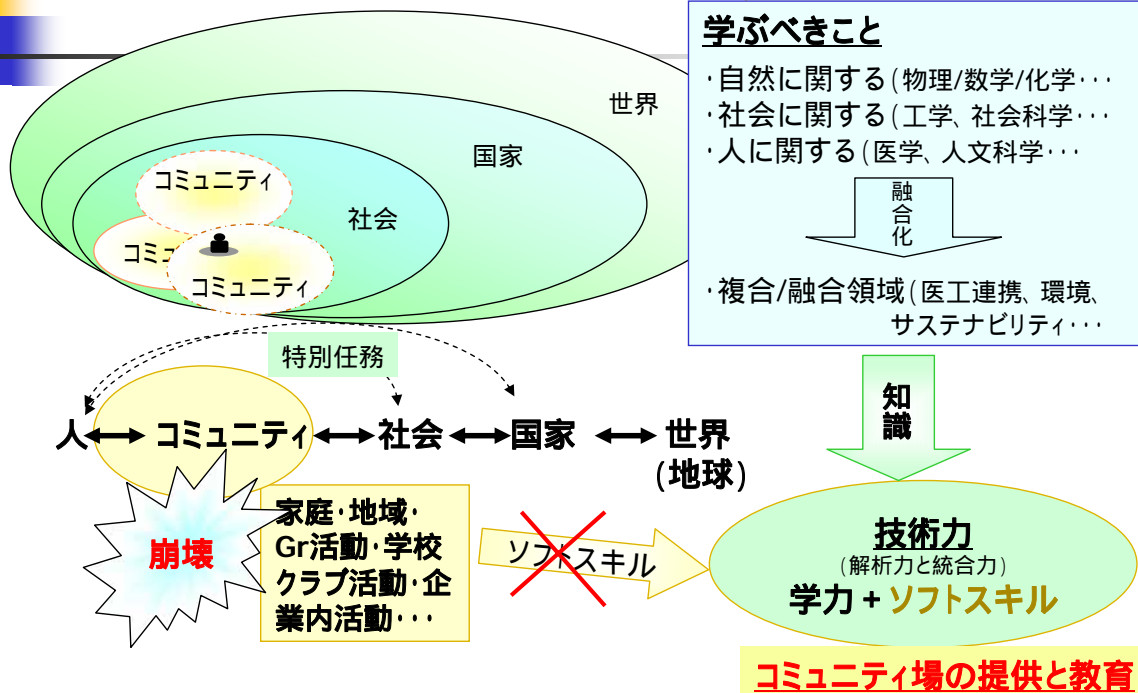 世界
国家
社会
コミュニティ
コミュ
コミュニティ
特別任務
人 コミュニティ 社会 国家 世界
(地球)
崩壊
家庭・地域・
Gr活動・学校
クラブ活動・企
業内活動・・・
ソフトスキル
学ぶべきこと
・自然に関する(物理/数学/化学・・・
・社会に関する(工学、社会科学・・・
・人に関する(医学、人文科学・・・
融合化
・複合/融合領域(医工連携、環境、
サステナビリティ・・・
知識
技術力
(解析力と統合力)
学力+ソフトスキル
コミュニティ場の提供と教育